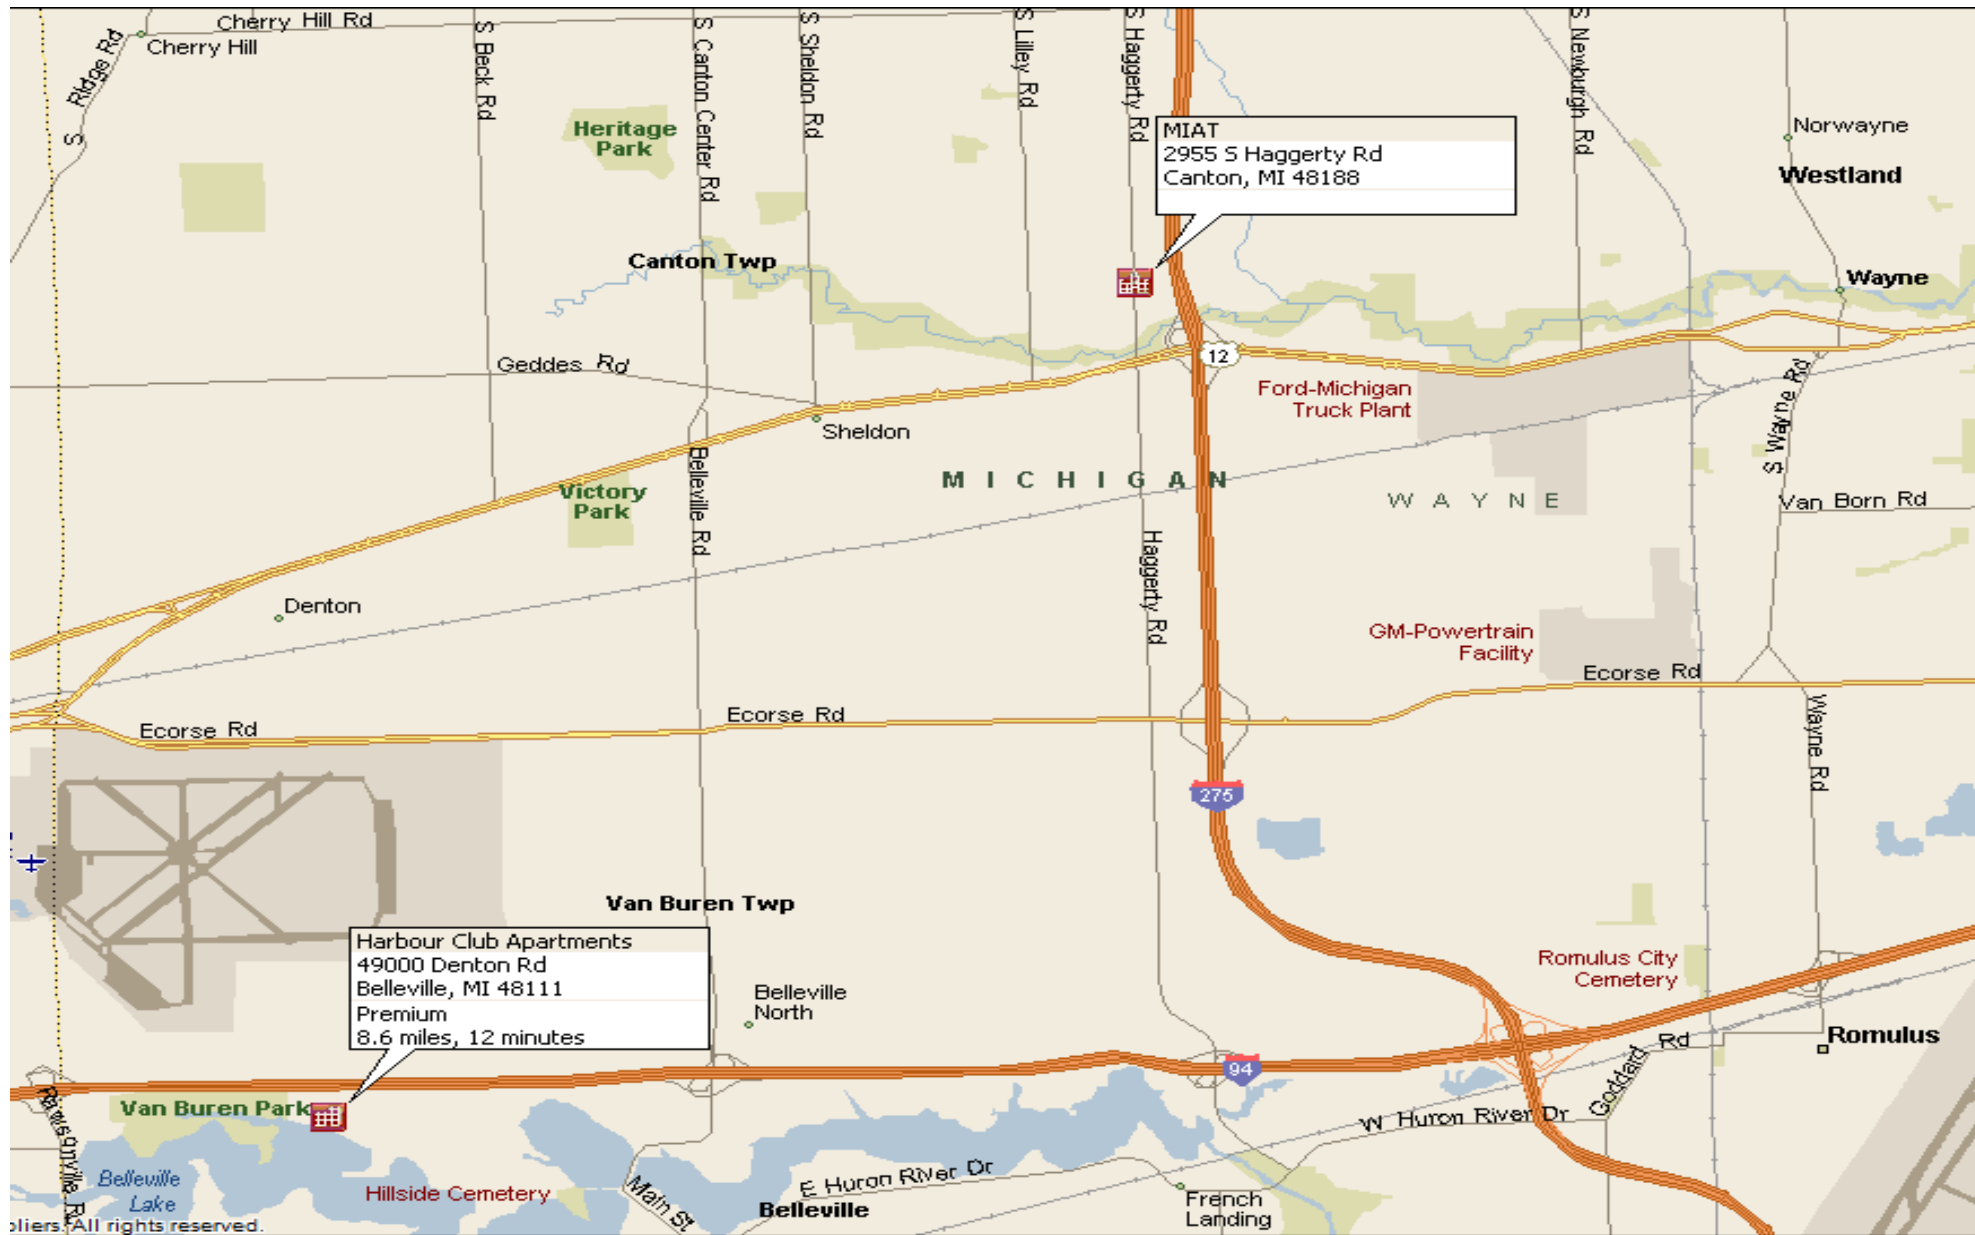 Cherry Hill Rd
Cherry Hill
S Ridge Rd
S Beck Rd
S Canton Center Rd
S Sheldon Rd
S Lilley Rd
S Haggerty Rd
S Newburgh Rd
Heritage
Park
MIAT
2955 S Haggerty Rd
Canton, MI 48188
Norwayne
Westland
Canton Twp
Wayne
12
Geddes Rd
Ford-Michigan
Truck Plant
S Wayne Rd
Sheldon
Belleville Rd
Victory
Park
MICHIGAN
WAYNE
Van Born Rd
Haggerty Rd
Denton
GM-Powertrain
Facility
Ecorse Rd
Ecorse Rd
Ecorse Rd
Wayne Rd
275
Van Buren Twp
Harbour Club Apartments
49000 Denton Rd
Belleville, MI 48111
Premium
8.6 miles, 12 minutes
Belleville
North
Romulus City
Cemetery
Romulus
Goddard Rd
94
Van Buren Park
Rawsonville Rd
W Huron River Dr
Belleville
Lake
Hillside Cemetery
Main St
E Huron River Dr
Belleville
French
Landing
pliers. All rights reserved.